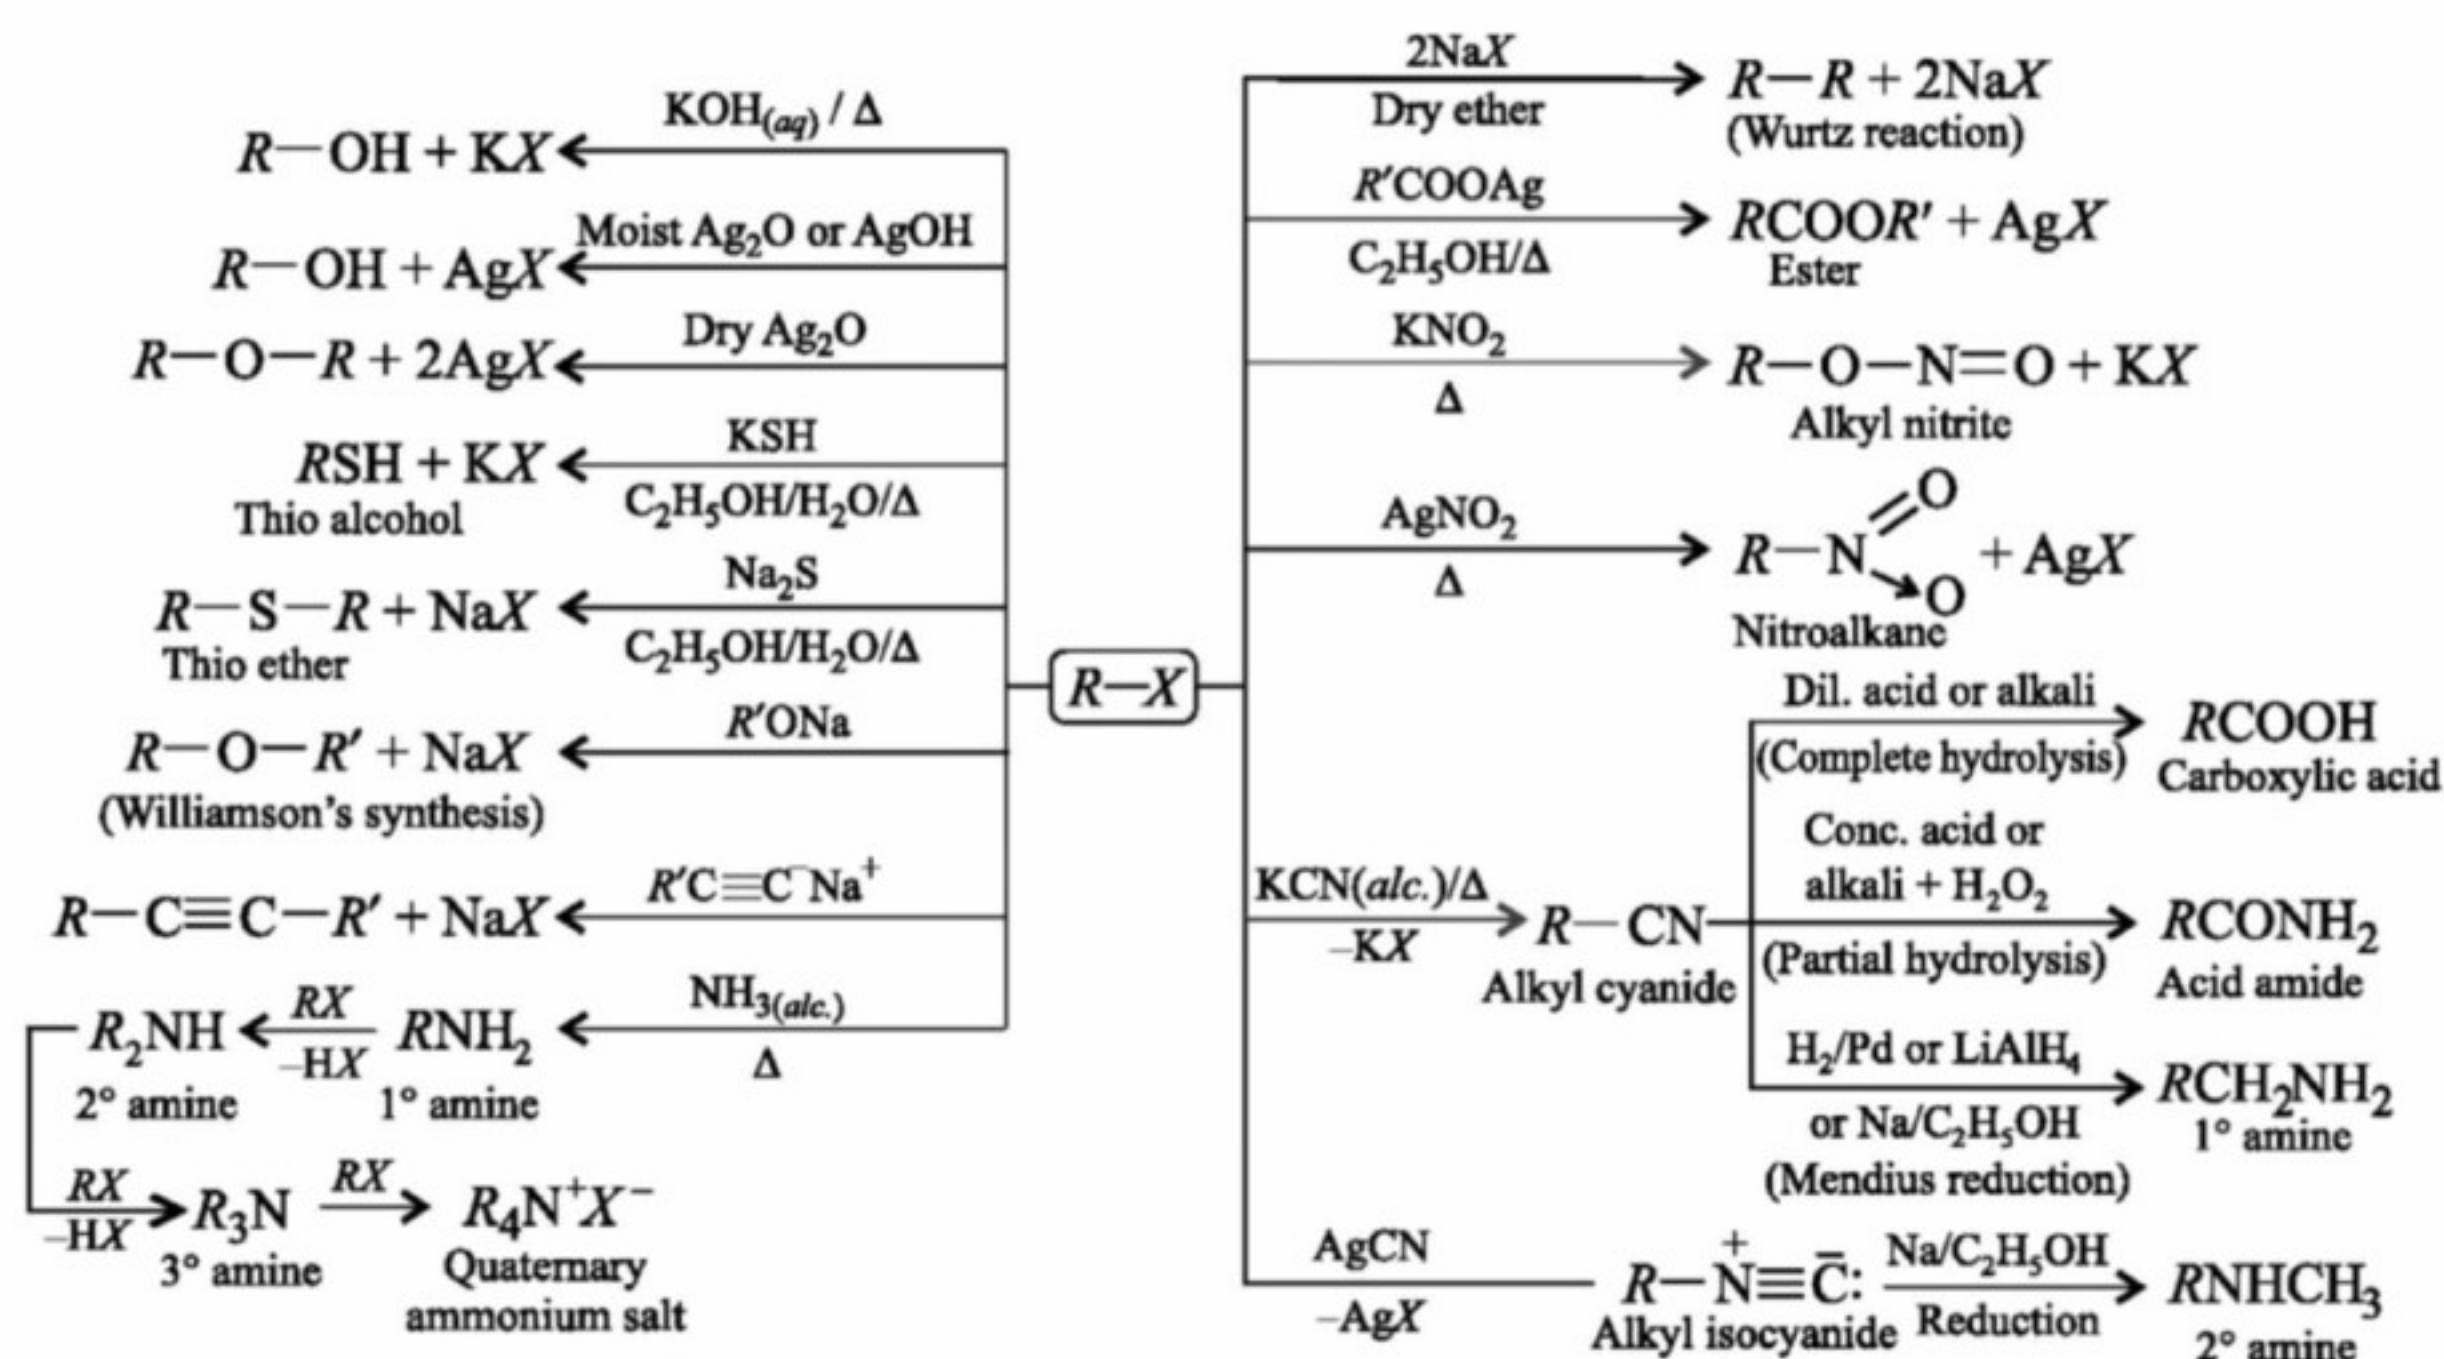 KOH(aq) / Δ
R—OH + KX
Moist Ag₂O or AgOH
R—OH + AgX
Dry Ag₂O
R—O—R + 2AgX
KSH
RSH + KX
C₂H₅OH/H₂O/Δ
Thio alcohol
Na₂S
R—S—R + NaX
C₂H₅OH/H₂O/Δ
Thio ether
R′ONa
R—O—R′ + NaX
(Williamson's synthesis)
R′C≡C⁻Na⁺
R—C≡C—R′ + NaX
NH₃(alc.)
Δ
RNH₂
1° amine
RX
–HX
R₂NH
2° amine
RX
–HX
R₃N
3° amine
RX
R₄N⁺X⁻
Quaternary
ammonium salt
R—X
2NaX
Dry ether
R—R + 2NaX
(Wurtz reaction)
R′COOAg
C₂H₅OH/Δ
RCOOR′ + AgX
Ester
KNO₂
Δ
R—O—N=O + KX
Alkyl nitrite
AgNO₂
Δ
O
R—N + AgX
O
Nitroalkane
KCN(alc.)/Δ
–KX
R—CN
Alkyl cyanide
Dil. acid or alkali
(Complete hydrolysis)
RCOOH
Carboxylic acid
Conc. acid or
alkali + H₂O₂
(Partial hydrolysis)
RCONH₂
Acid amide
H₂/Pd or LiAlH₄
or Na/C₂H₅OH
(Mendius reduction)
RCH₂NH₂
1° amine
AgCN
–AgX
R—N⁺≡C̄:
Alkyl isocyanide
Na/C₂H₅OH
Reduction
RNHCH₃
2° amine